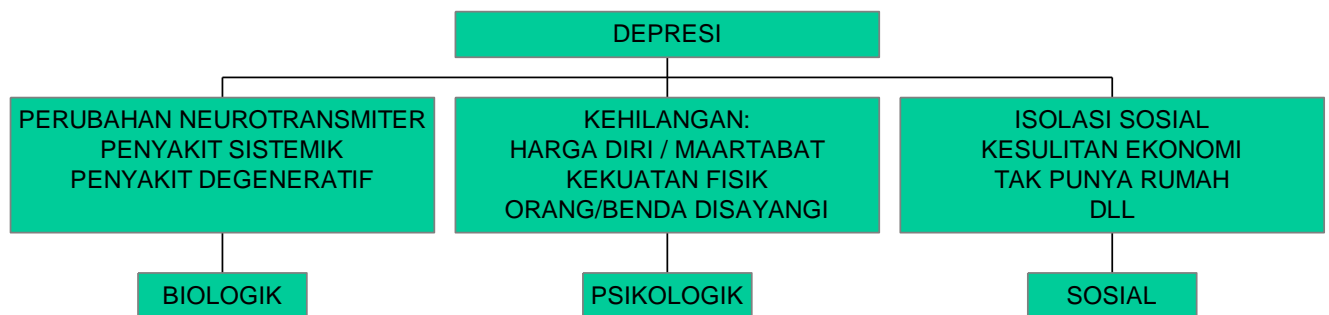 DEPRESI
PERUBAHAN NEUROTRANSMITER
PENYAKIT SISTEMIK
PENYAKIT DEGENERATIF
KEHILANGAN:
HARGA DIRI / MAARTABAT
KEKUATAN FISIK
ORANG/BENDA DISAYANGI
ISOLASI SOSIAL
KESULITAN EKONOMI
TAK PUNYA RUMAH
DLL
BIOLOGIK
PSIKOLOGIK
SOSIAL